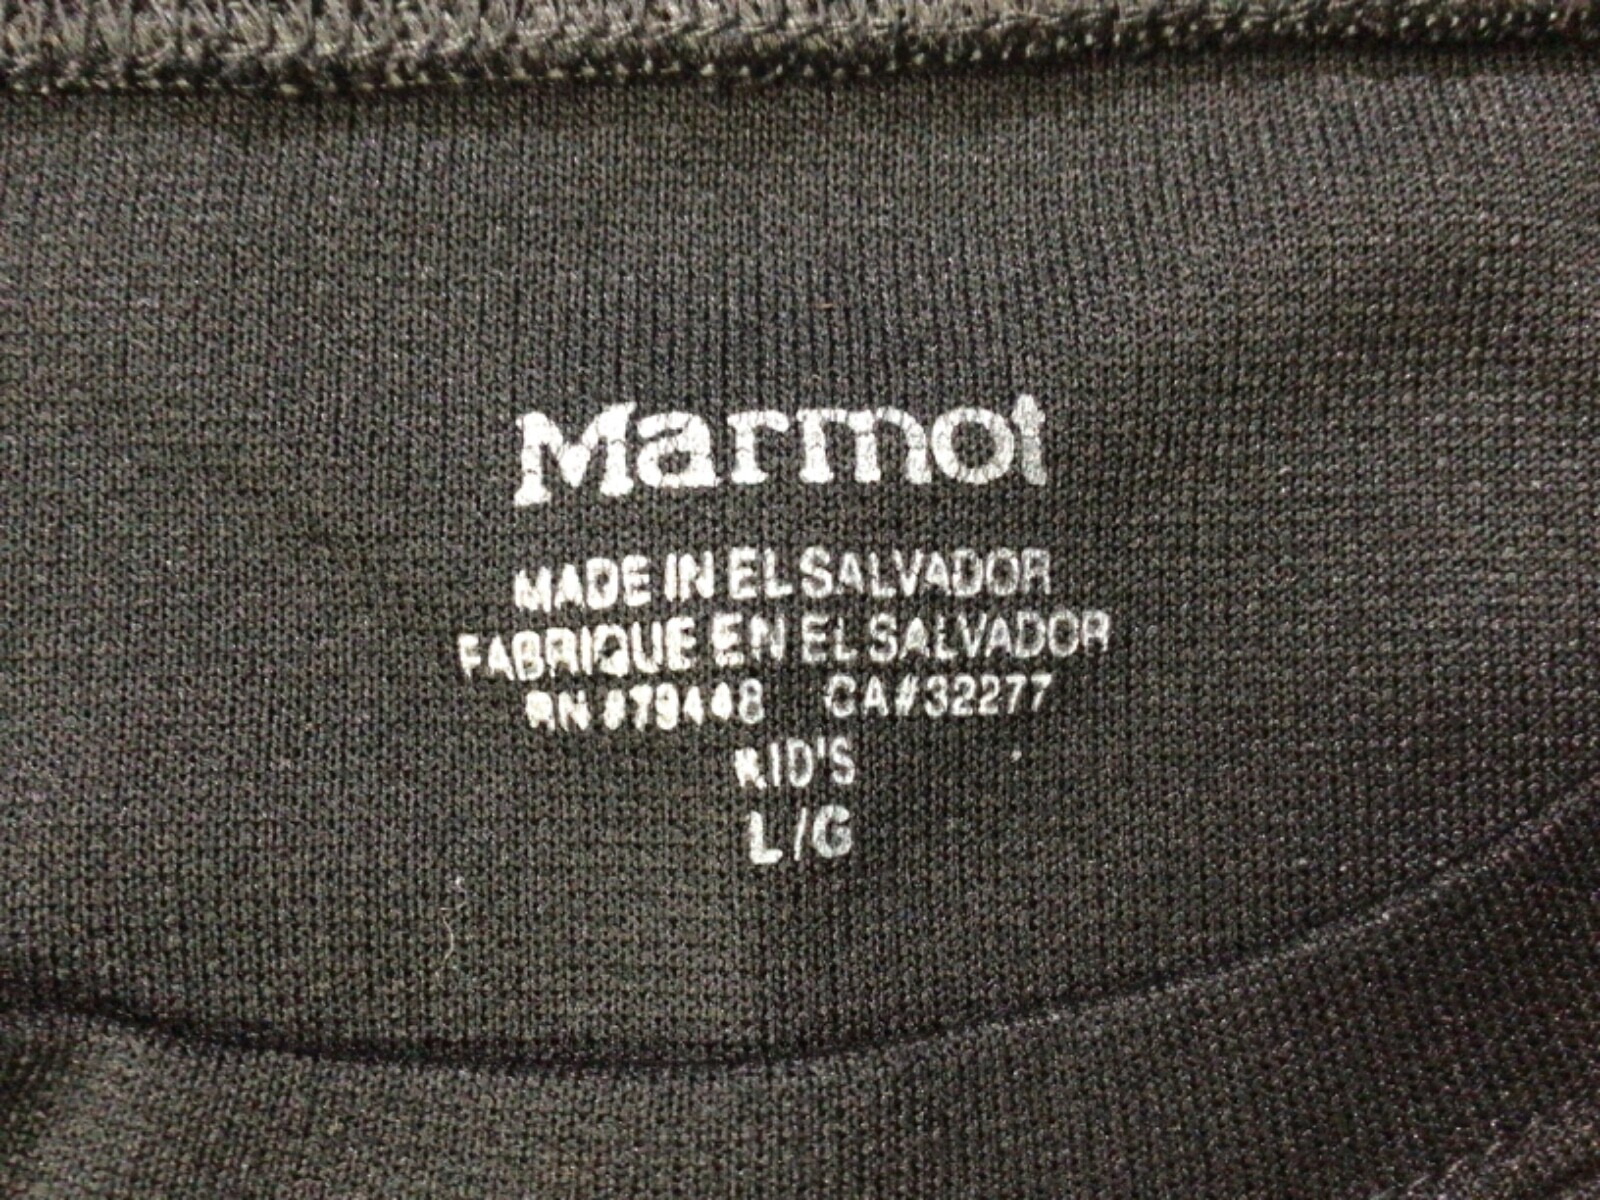 Marmot
MADE IN EL SALVADOR
FABRIQUE EN EL SALVADOR
RN #79448 CA#32277
KID'S
L/G